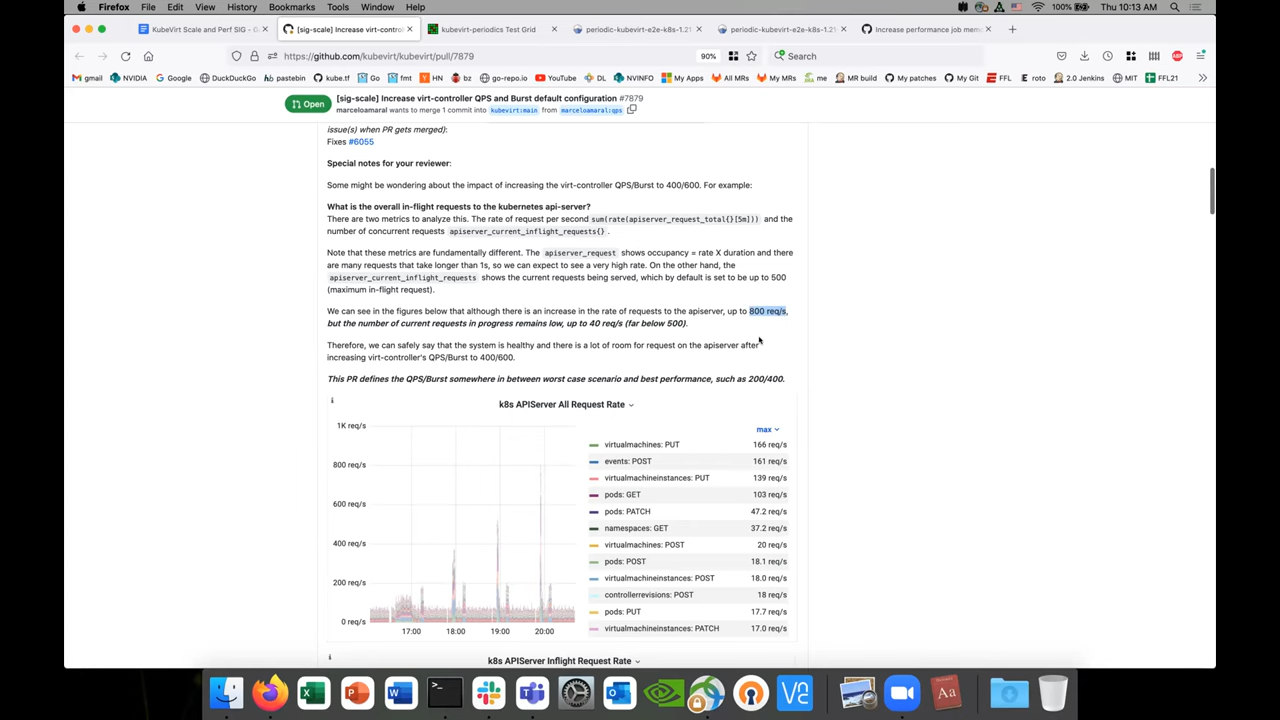 Firefox File Edit View History Bookmarks Tools Window Help
100% Thu 10:13 AM
KubeVirt Scale and Perf SIG - G
[sig-scale] Increase virt-contro
kubevirt-periodics Test Grid
periodic-kubevirt-e2e-k8s-1.21
periodic-kubevirt-e2e-k8s-1.21
Increase performance job mem
https://github.com/kubevirt/kubevirt/pull/7879
90%
Search
gmail NVIDIA Google DuckDuckGo pastebin kube.tf Go fmt HN bz go-repo.io YouTube DL NVINFO My Apps All MRs My MRs me MR build My patches My Git FFL eroto 2.0 Jenkins MIT FFL21
Open
[sig-scale] Increase virt-controller QPS and Burst default configuration #7879
marceloamaral wants to merge 1 commit into kubevirt:main from marceloamaral:qps
issue(s) when PR gets merged):
Fixes #6055
Special notes for your reviewer:
Some might be wondering about the impact of increasing the virt-controller QPS/Burst to 400/600. For example:
What is the overall in-flight requests to the kubernetes api-server?
There are two metrics to analyze this. The rate of request per second sum(rate(apiserver_request_total{}[5m])) and the
number of concurrent requests apiserver_current_inflight_requests{}.
Note that these metrics are fundamentally different. The apiserver_request shows occupancy = rate X duration and there
are many requests that take longer than 1s, so we can expect to see a very high rate. On the other hand, the
apiserver_current_inflight_requests shows the current requests being served, which by default is set to be up to 500
(maximum in-flight request).
We can see in the figures below that although there is an increase in the rate of requests to the apiserver, up to 800 req/s,
but the number of current requests in progress remains low, up to 40 req/s (far below 500).
Therefore, we can safely say that the system is healthy and there is a lot of room for request on the apiserver after
increasing virt-controller's QPS/Burst to 400/600.
This PR defines the QPS/Burst somewhere in between worst case scenario and best performance, such as 200/400.
k8s APIServer All Request Rate
1K req/s
800 req/s
600 req/s
400 req/s
200 req/s
0 req/s
17:00 18:00 19:00 20:00
max
virtualmachines: PUT 166 req/s
events: POST 161 req/s
virtualmachineinstances: PUT 139 req/s
pods: GET 103 req/s
pods: PATCH 47.2 req/s
namespaces: GET 37.2 req/s
virtualmachines: POST 20 req/s
pods: POST 18.1 req/s
virtualmachineinstances: POST 18.0 req/s
controllerrevisions: POST 18 req/s
pods: PUT 17.7 req/s
virtualmachineinstances: PATCH 17.0 req/s
k8s APIServer Inflight Request Rate